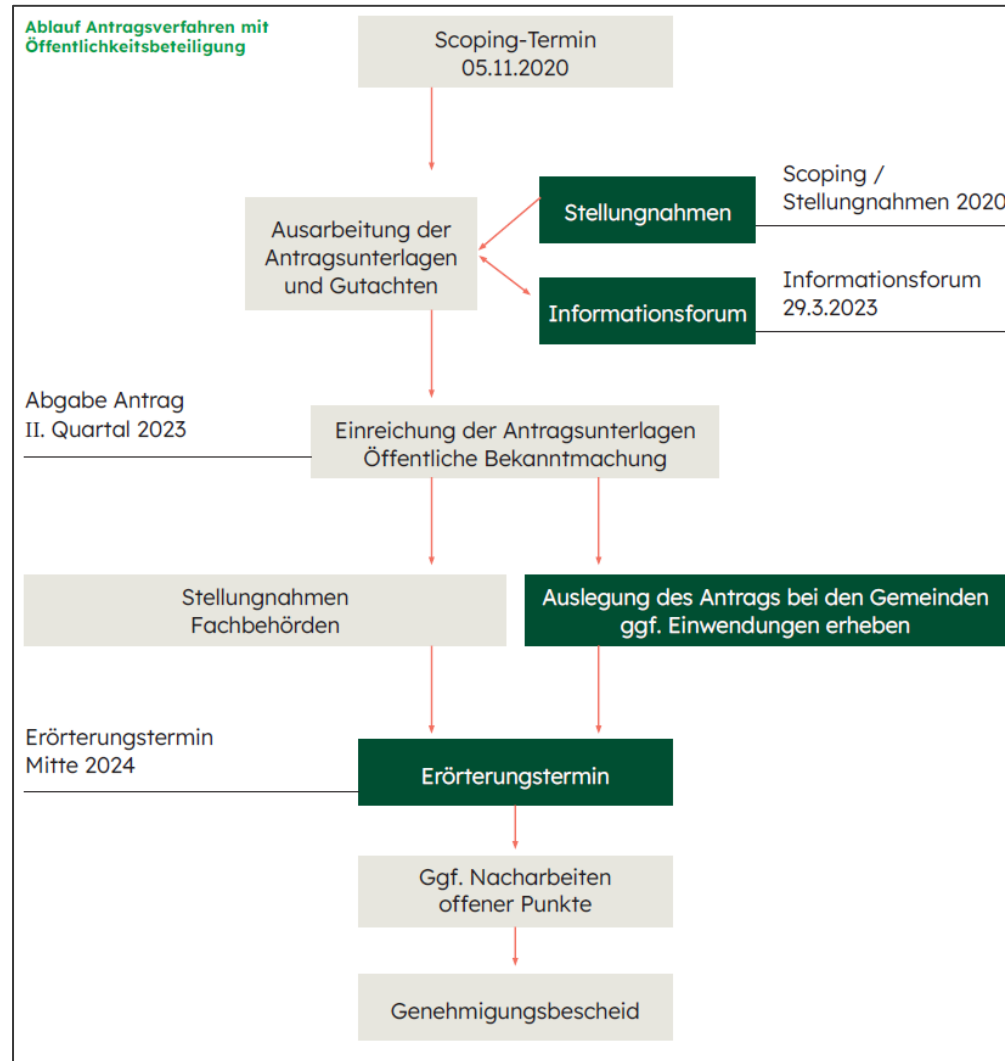 Ablauf Antragsverfahren mit
Öffentlichkeitsbeteiligung
Scoping-Termin
05.11.2020
Ausarbeitung der
Antragsunterlagen
und Gutachten
Stellungnahmen
Scoping /
Stellungnahmen 2020
Informationsforum
Informationsforum
29.3.2023
Abgabe Antrag
II. Quartal 2023
Einreichung der Antragsunterlagen
Öffentliche Bekanntmachung
Stellungnahmen
Fachbehörden
Auslegung des Antrags bei den Gemeinden
ggf. Einwendungen erheben
Erörterungstermin
Mitte 2024
Erörterungstermin
Ggf. Nacharbeiten
offener Punkte
Genehmigungsbescheid